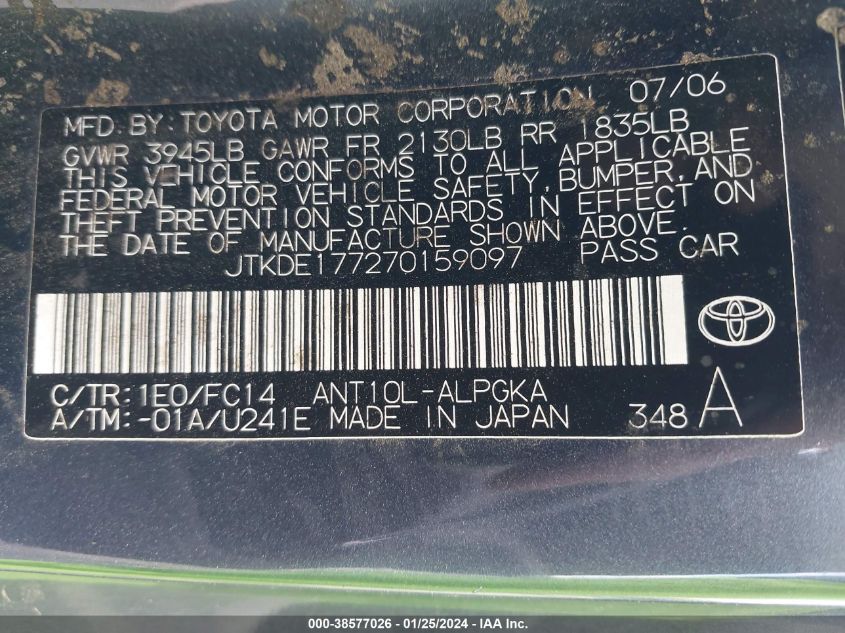 MFD. BY: TOYOTA MOTOR CORPORATION 07/06
GVWR 3945LB GAWR FR 2130LB RR 1835LB
THIS VEHICLE CONFORMS TO ALL APPLICABLE
FEDERAL MOTOR VEHICLE SAFETY, BUMPER, AND
THEFT PREVENTION STANDARDS IN EFFECT ON
THE DATE OF MANUFACTURE SHOWN ABOVE.
JTKDE177270159097 PASS CAR
C/TR: 1E0/FC14 ANT10L-ALPGKA
A/TM: -01A/U241E MADE IN JAPAN 348 A
000-38577026 - 01/25/2024 - IAA Inc.